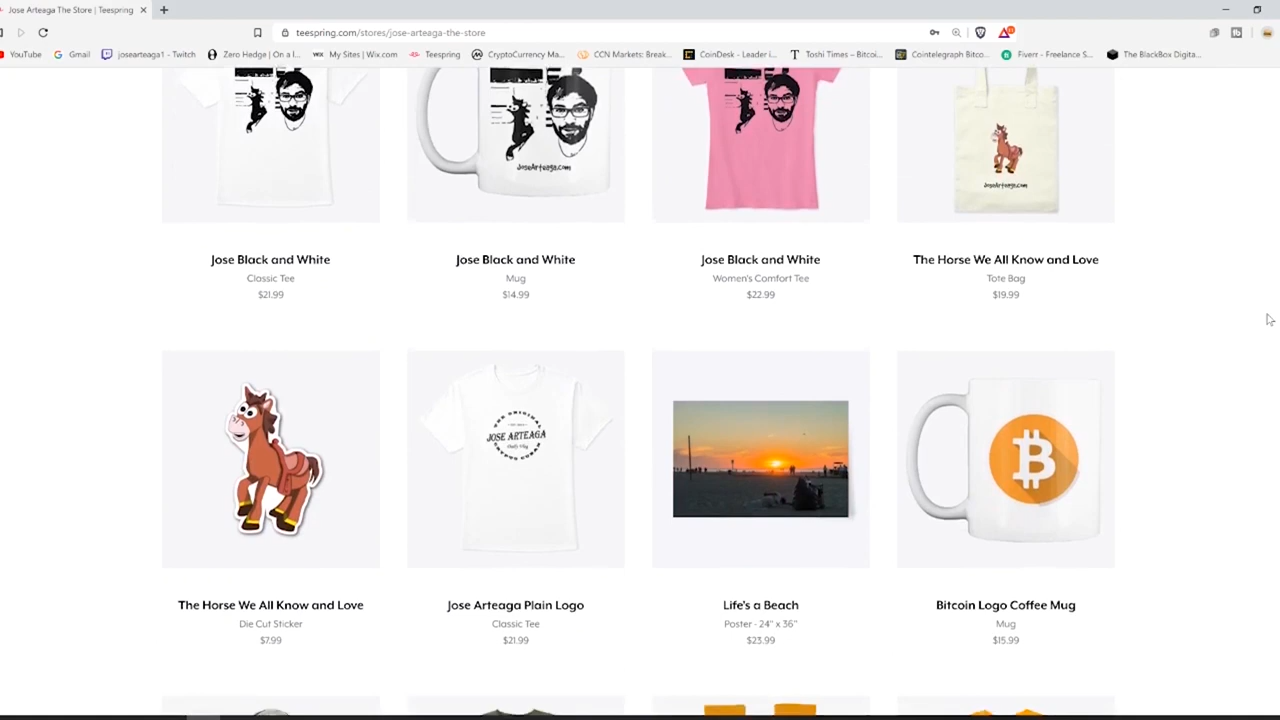 Jose Arteaga The Store | Teespring
teespring.com/stores/jose-arteaga-the-store
YouTube
Gmail
josearteaga1 - Twitch
Zero Hedge | On a l...
My Sites | Wix.com
Teespring
CryptoCurrency Ma...
CCN Markets: Break...
CoinDesk - Leader i...
Toshi Times – Bitcoi...
Cointelegraph Bitco...
Fiverr - Freelance S...
The BlackBox Digita...
JoseArteaga.com
JoseArteaga.com
Jose Black and White
Classic Tee
$21.99
Jose Black and White
Mug
$14.99
Jose Black and White
Women's Comfort Tee
$22.99
The Horse We All Know and Love
Tote Bag
$19.99
THE ORIGINAL
JOSE ARTEAGA
Daily Vlog
CRYPTO CUBAN
The Horse We All Know and Love
Die Cut Sticker
$7.99
Jose Arteaga Plain Logo
Classic Tee
$21.99
Life's a Beach
Poster - 24" x 36"
$23.99
Bitcoin Logo Coffee Mug
Mug
$15.99